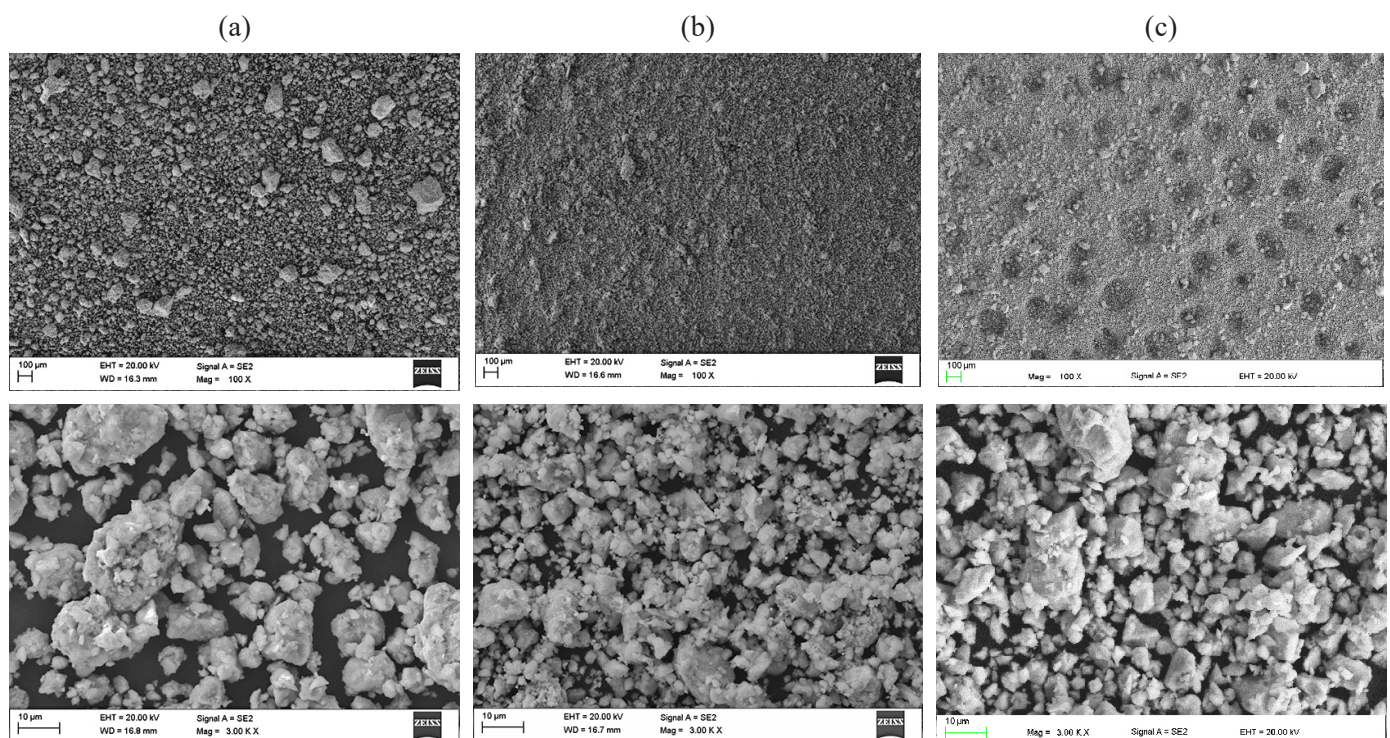 (a) (b) (c)
100 µm EHT = 20.00 kV Signal A = SE2 ZEISS
WD = 16.3 mm Mag = 100 X
100 µm EHT = 20.00 kV Signal A = SE2 ZEISS
WD = 16.6 mm Mag = 100 X
100 µm Mag = 100 X Signal A = SE2 EHT = 20.00 kV
10 µm EHT = 20.00 kV Signal A = SE2 ZEISS
WD = 16.8 mm Mag = 3.00 K X
10 µm EHT = 20.00 kV Signal A = SE2 ZEISS
WD = 16.7 mm Mag = 3.00 K X
10 µm Mag = 3.00 K X Signal A = SE2 EHT = 20.00 kV